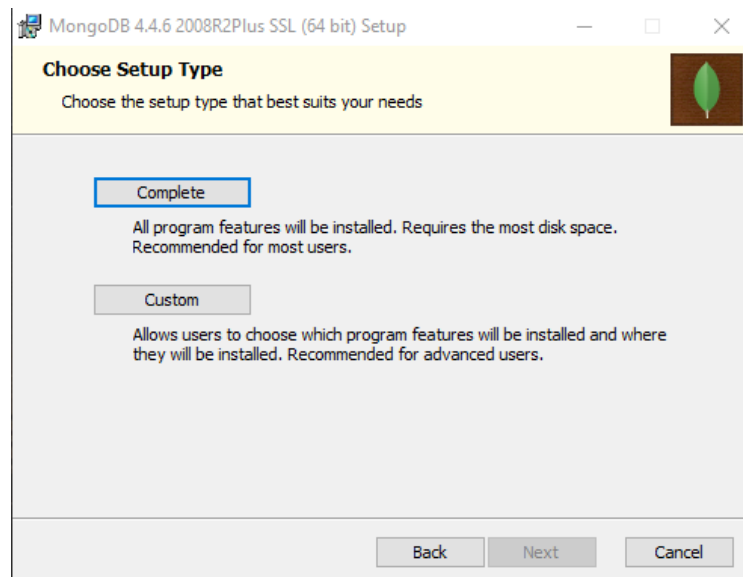 MongoDB 4.4.6 2008R2Plus SSL (64 bit) Setup
Choose Setup Type
Choose the setup type that best suits your needs
Complete
All program features will be installed. Requires the most disk space.
Recommended for most users.
Custom
Allows users to choose which program features will be installed and where
they will be installed. Recommended for advanced users.
Back Next Cancel